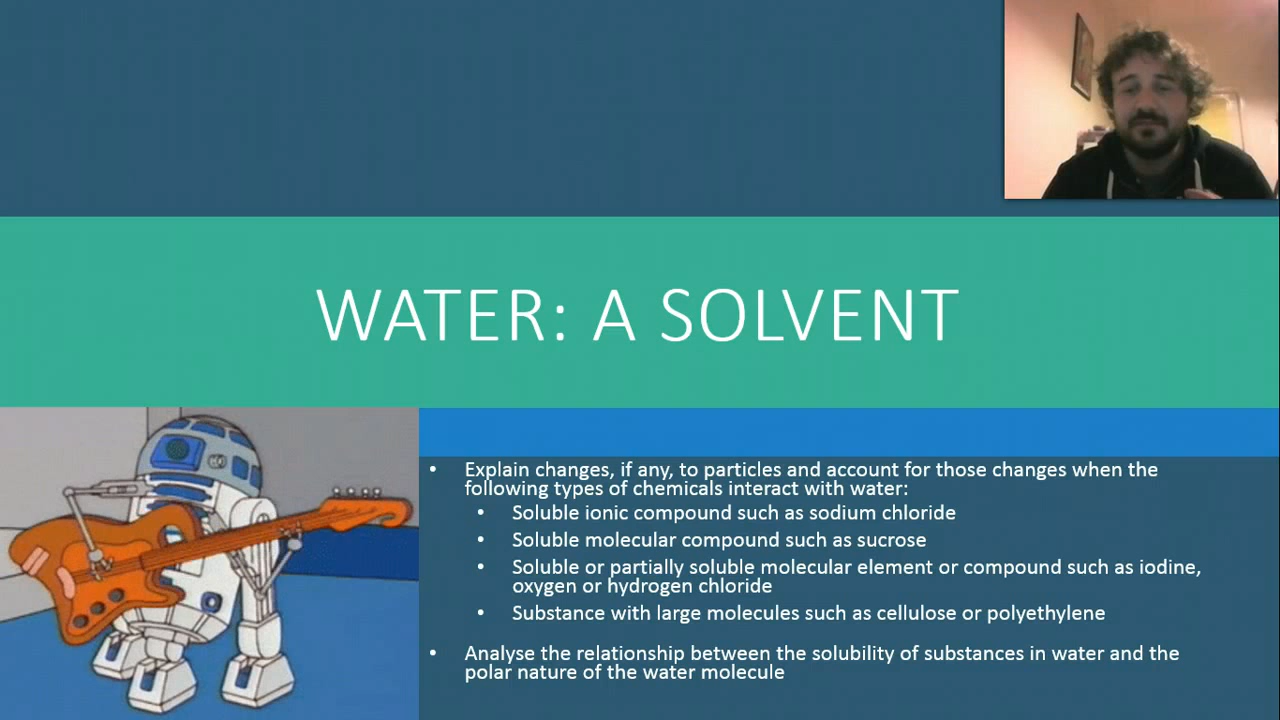 WATER: A SOLVENT
• Explain changes, if any, to particles and account for those changes when the
following types of chemicals interact with water:
• Soluble ionic compound such as sodium chloride
• Soluble molecular compound such as sucrose
• Soluble or partially soluble molecular element or compound such as iodine,
oxygen or hydrogen chloride
• Substance with large molecules such as cellulose or polyethylene
• Analyse the relationship between the solubility of substances in water and the
polar nature of the water molecule